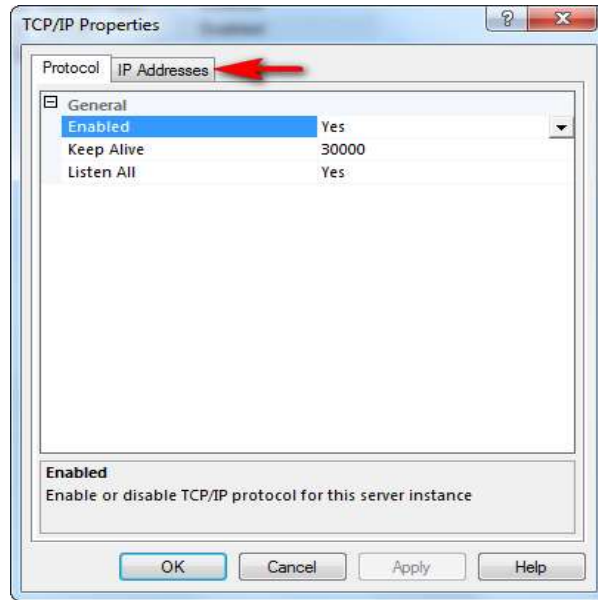 TCP/IP Properties
Protocol IP Addresses
General
Enabled Yes
Keep Alive 30000
Listen All Yes
Enabled
Enable or disable TCP/IP protocol for this server instance
OK Cancel Apply Help